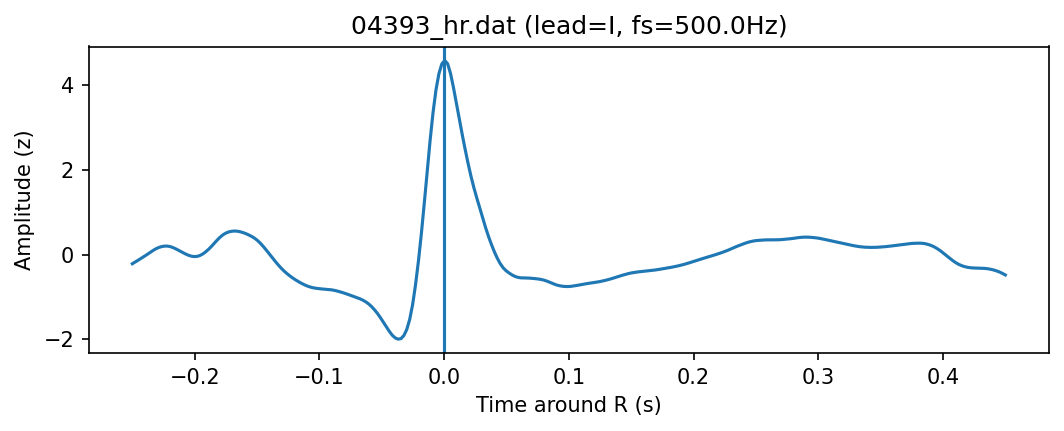 04393_hr.dat (lead=I, fs=500.0Hz)
Amplitude (z)
4
2
0
−2
−0.2 −0.1 0.0 0.1 0.2 0.3 0.4
Time around R (s)